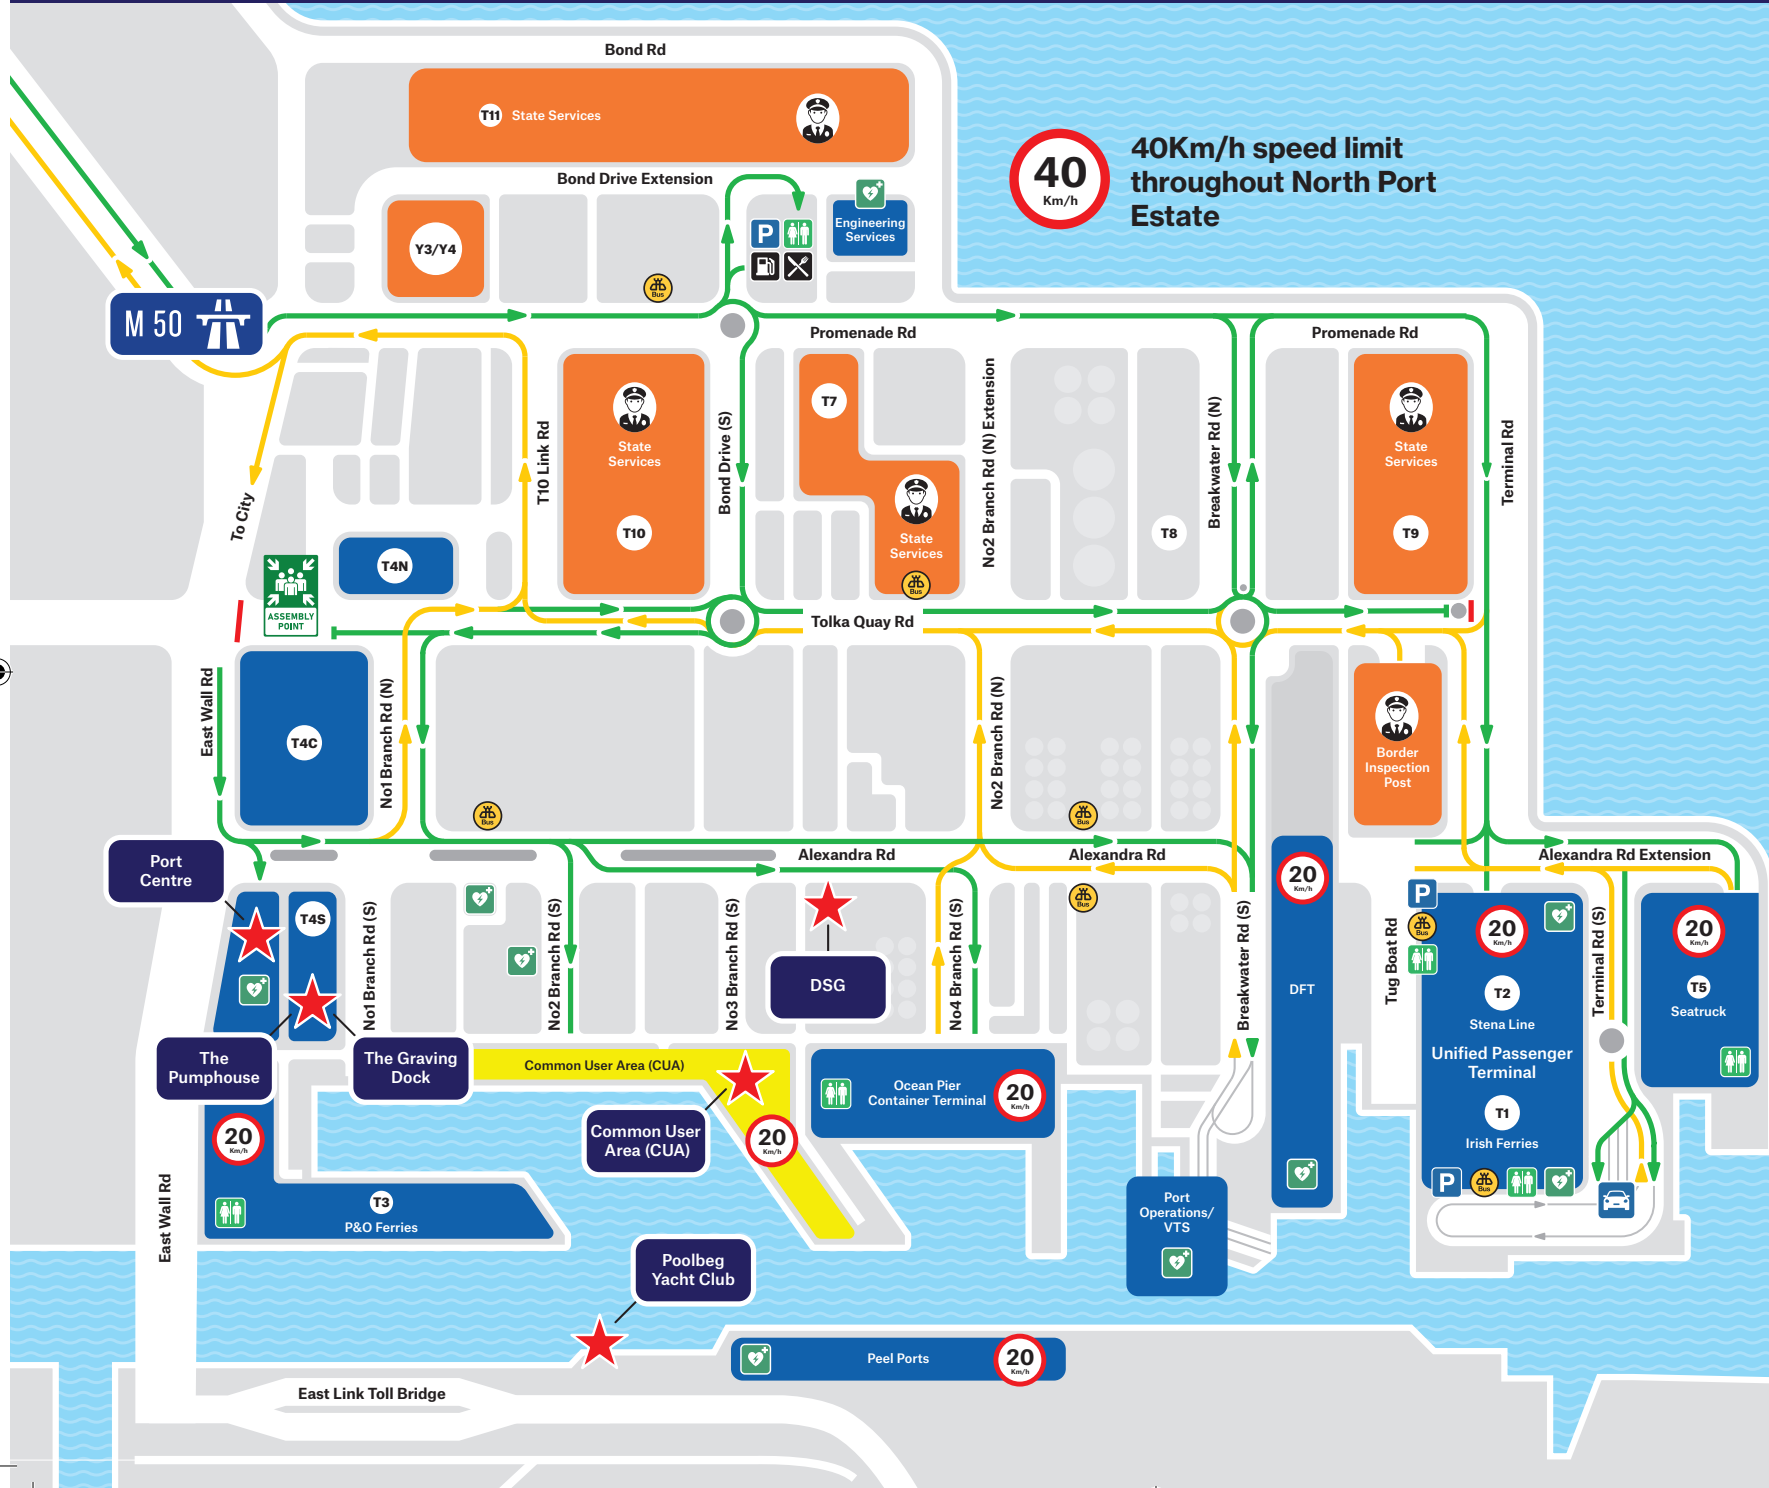 Bond Rd
T11 State Services
40
Km/h
40Km/h speed limit
throughout North Port
Estate
Bond Drive Extension
Y3/Y4
P
Engineering
Services
Bus
M 50
Promenade Rd
Promenade Rd
T10 Link Rd
State
Services
T10
Bond Drive (S)
T7
State
Services
Bus
No2 Branch Rd (N) Extension
T8
Breakwater Rd (N)
State
Services
T9
Terminal Rd
To City
T4N
ASSEMBLY
POINT
Tolka Quay Rd
East Wall Rd
T4C
No1 Branch Rd (N)
Bus
No2 Branch Rd (N)
Bus
Border
Inspection
Post
Port
Centre
Alexandra Rd
Alexandra Rd
Alexandra Rd Extension
T4S
No1 Branch Rd (S)
No2 Branch Rd (S)
No3 Branch Rd (S)
DSG
No4 Branch Rd (S)
Bus
Breakwater Rd (S)
20
Km/h
DFT
Tug Boat Rd
P
Bus
20
Km/h
T2
Stena Line
Unified Passenger
Terminal
T1
Irish Ferries
P
Bus
Terminal Rd (S)
20
Km/h
T5
Seatruck
The
Pumphouse
The Graving
Dock
Common User Area (CUA)
Common User
Area (CUA)
20
Km/h
Ocean Pier
Container Terminal
20
Km/h
20
Km/h
T3
P&O Ferries
East Wall Rd
Port
Operations/
VTS
Poolbeg
Yacht Club
Peel Ports
20
Km/h
East Link Toll Bridge